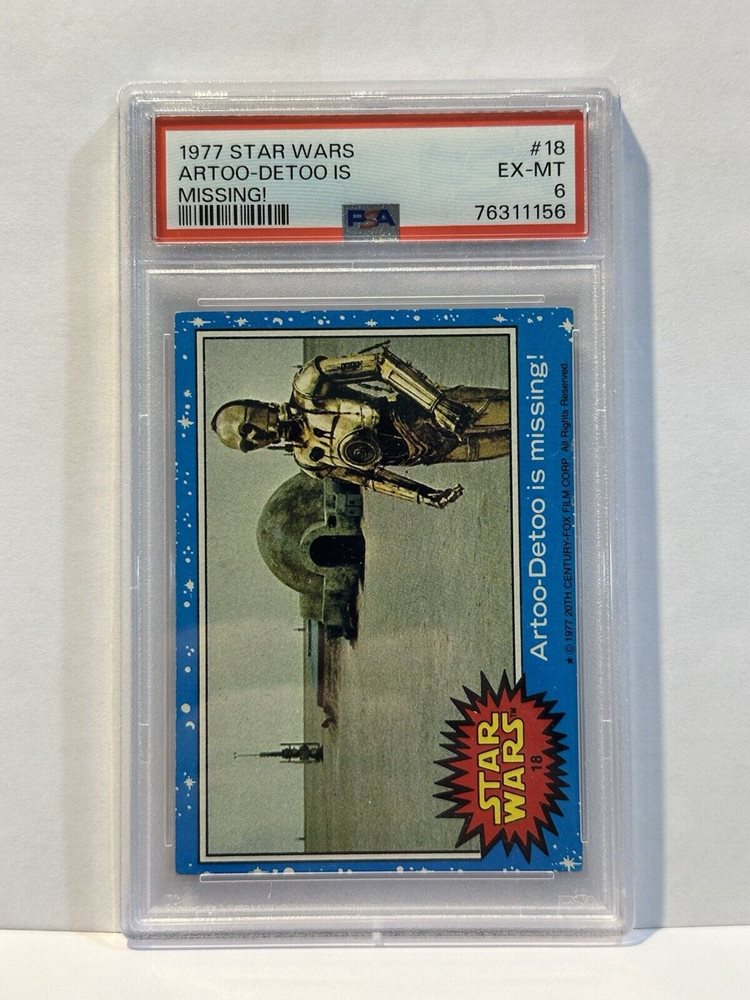 1977 STAR WARS #18
ARTOO-DETOO IS EX-MT
MISSING! 6
PSA 76311156
Artoo-Detoo is missing!
★ © 1977 20TH CENTURY-FOX FILM CORP. All Rights Reserved.
STAR
WARS™
18